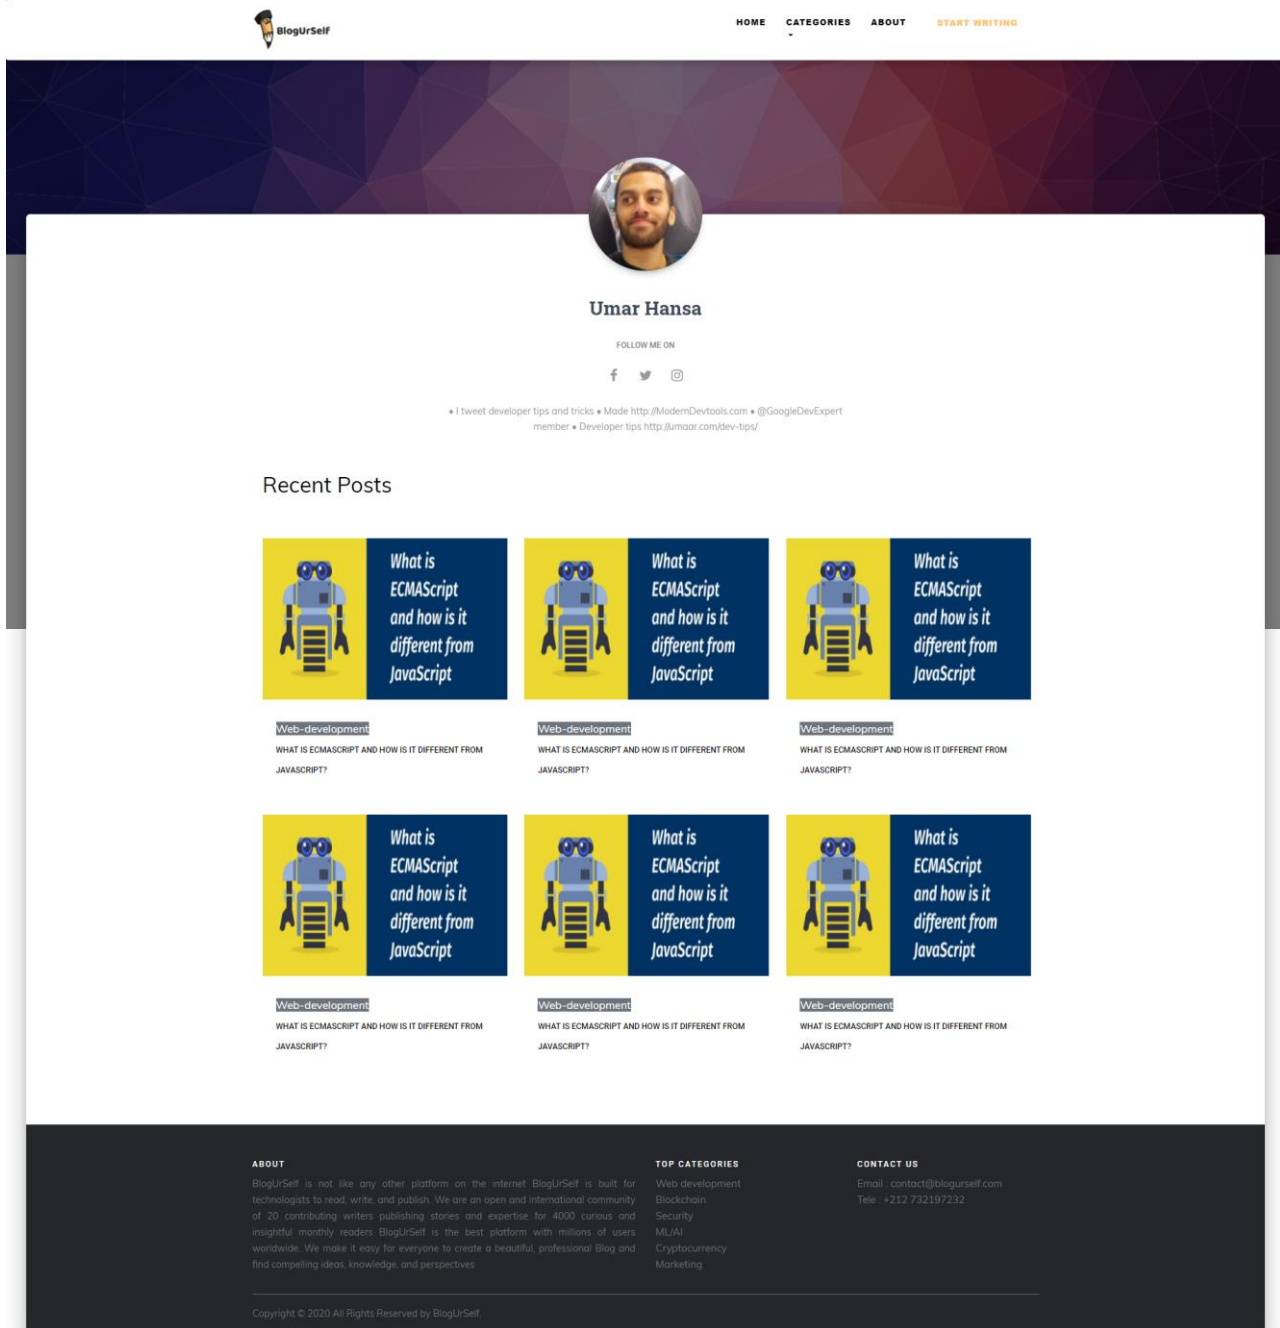 BlogUrSelf
HOME CATEGORIES ABOUT START WRITING
Umar Hansa
FOLLOW ME ON
● I tweet developer tips and tricks ● Made http://ModernDevtools.com ● @GoogleDevExpert
member ● Developer tips http://umaar.com/dev-tips/
Recent Posts
What is
ECMAScript
and how is it
different from
JavaScript
Web-development
WHAT IS ECMASCRIPT AND HOW IS IT DIFFERENT FROM
JAVASCRIPT?
What is
ECMAScript
and how is it
different from
JavaScript
Web-development
WHAT IS ECMASCRIPT AND HOW IS IT DIFFERENT FROM
JAVASCRIPT?
What is
ECMAScript
and how is it
different from
JavaScript
Web-development
WHAT IS ECMASCRIPT AND HOW IS IT DIFFERENT FROM
JAVASCRIPT?
What is
ECMAScript
and how is it
different from
JavaScript
Web-development
WHAT IS ECMASCRIPT AND HOW IS IT DIFFERENT FROM
JAVASCRIPT?
What is
ECMAScript
and how is it
different from
JavaScript
Web-development
WHAT IS ECMASCRIPT AND HOW IS IT DIFFERENT FROM
JAVASCRIPT?
What is
ECMAScript
and how is it
different from
JavaScript
Web-development
WHAT IS ECMASCRIPT AND HOW IS IT DIFFERENT FROM
JAVASCRIPT?
ABOUT
BlogUrSelf is not like any other platform on the internet BlogUrSelf is built for
technologists to read, write, and publish. We are an open and international community
of 20 contributing writers publishing stories and expertise for 4000 curious and
insightful monthly readers BlogUrSelf is the best platform with millions of users
worldwide. We make it easy for everyone to create a beautiful, professional Blog and
find compelling ideas, knowledge, and perspectives
TOP CATEGORIES
Web development
Blockchain
Security
ML/AI
Cryptocurrency
Marketing
CONTACT US
Email : contact@blogurself.com
Tele : +212 732197232
Copyright © 2020 All Rights Reserved by BlogUrSelf.